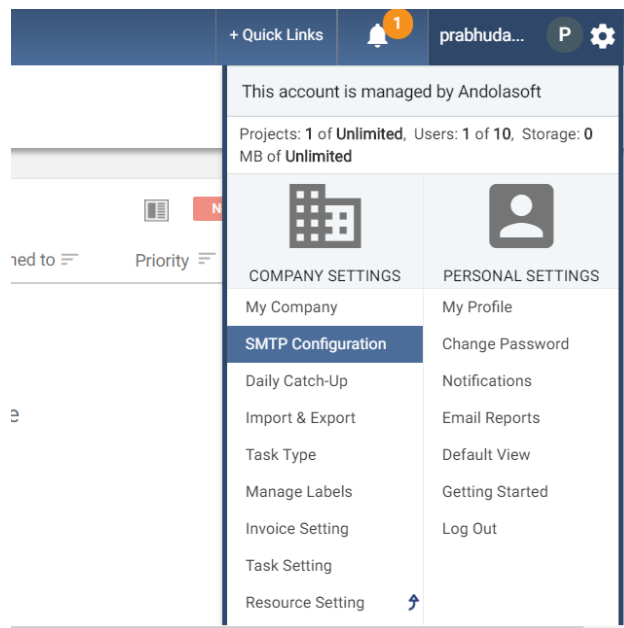 + Quick Links
1
prabhuda...
P
This account is managed by Andolasoft
Projects: 1 of Unlimited, Users: 1 of 10, Storage: 0
MB of Unlimited
N
ned to
Priority
COMPANY SETTINGS
PERSONAL SETTINGS
My Company
My Profile
SMTP Configuration
Change Password
Daily Catch-Up
Notifications
e
Import & Export
Email Reports
Task Type
Default View
Manage Labels
Getting Started
Invoice Setting
Log Out
Task Setting
Resource Setting